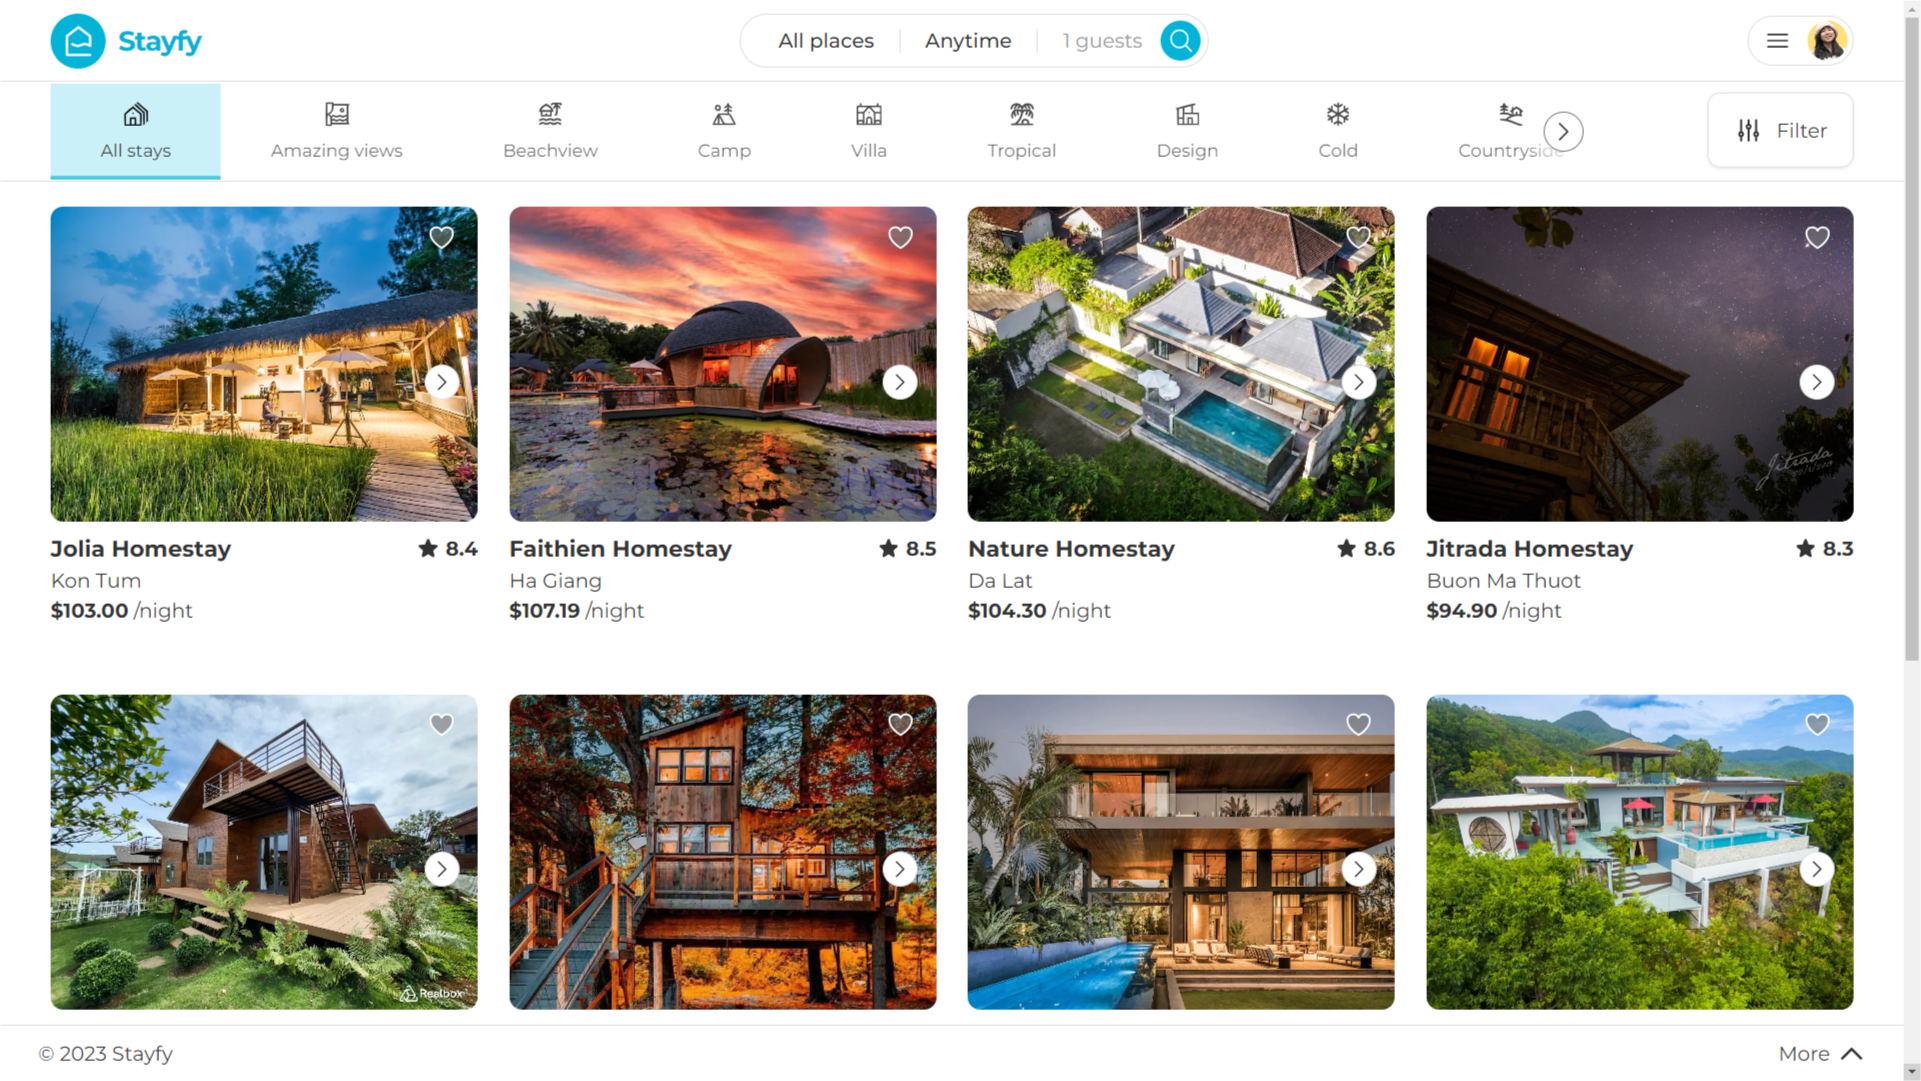 Stayfy
All places
Anytime
1 guests
All stays
Amazing views
Beachview
Camp
Villa
Tropical
Design
Cold
Countryside
Filter
Jitrada
Jolia Homestay
8.4
Kon Tum
$103.00 /night
Faithien Homestay
8.5
Ha Giang
$107.19 /night
Nature Homestay
8.6
Da Lat
$104.30 /night
Jitrada Homestay
8.3
Buon Ma Thuot
$94.90 /night
Realbox
© 2023 Stayfy
More